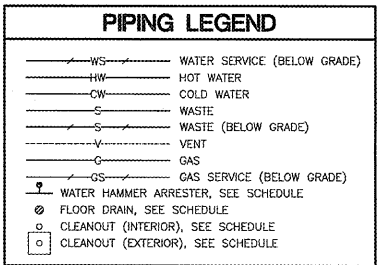 PIPING LEGEND
WS WATER SERVICE (BELOW GRADE)
HW HOT WATER
CW COLD WATER
S WASTE
S WASTE (BELOW GRADE)
V VENT
G GAS
GS GAS SERVICE (BELOW GRADE)
WATER HAMMER ARRESTER, SEE SCHEDULE
FLOOR DRAIN, SEE SCHEDULE
CLEANOUT (INTERIOR), SEE SCHEDULE
CLEANOUT (EXTERIOR), SEE SCHEDULE